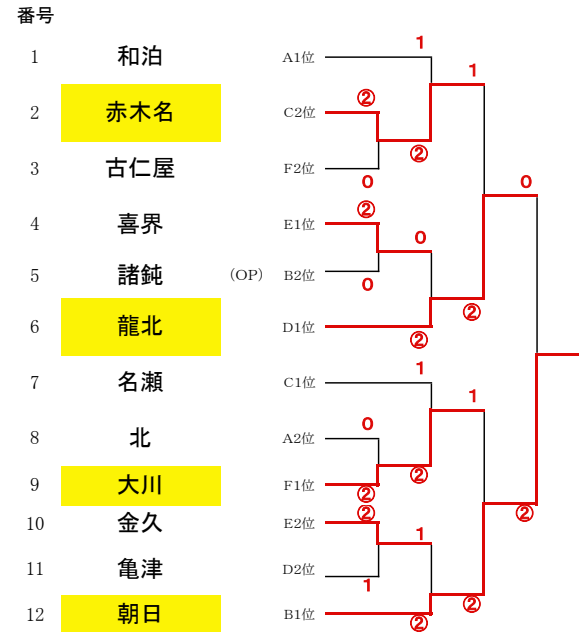 番号
1
1 和泊 A1位
1
②
2 赤木名 C2位
②
3 古仁屋 F2位
0
0
②
4 喜界 E1位
0
5 諸鈍 (OP) B2位
0
②
6 龍北 D1位
②
1
7 名瀬 C1位
1
0
8 北 A2位
②
9 大川 F1位
②
②
②
10 金久 E2位
1
11 亀津 D2位
1
②
12 朝日 B1位
②